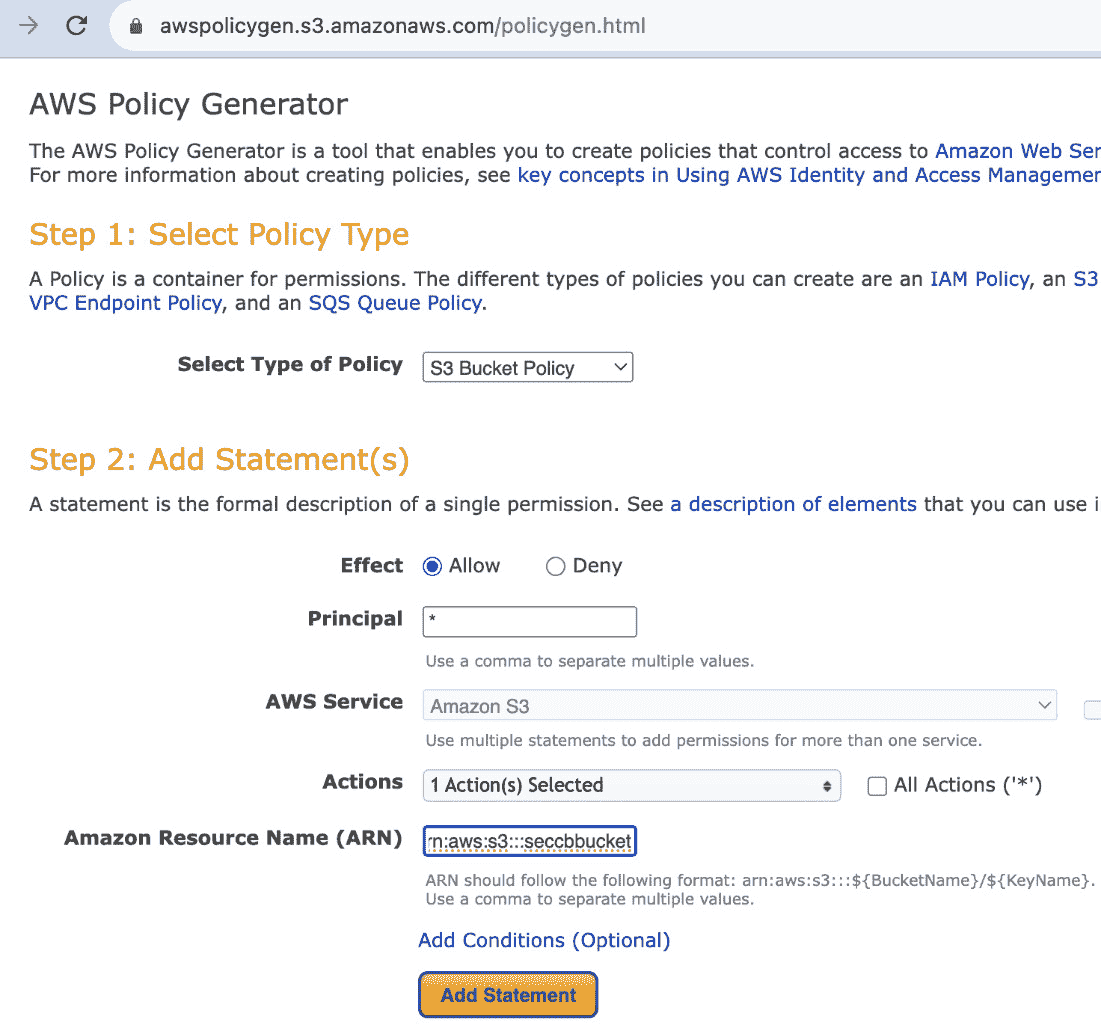 awspolicygen.s3.amazonaws.com/policygen.html
AWS Policy Generator
The AWS Policy Generator is a tool that enables you to create policies that control access to Amazon Web Ser
For more information about creating policies, see key concepts in Using AWS Identity and Access Managemen
Step 1: Select Policy Type
A Policy is a container for permissions. The different types of policies you can create are an IAM Policy, an S3
VPC Endpoint Policy, and an SQS Queue Policy.
Select Type of Policy S3 Bucket Policy
Step 2: Add Statement(s)
A statement is the formal description of a single permission. See a description of elements that you can use i
Effect Allow Deny
Principal *
Use a comma to separate multiple values.
AWS Service Amazon S3
Use multiple statements to add permissions for more than one service.
Actions 1 Action(s) Selected All Actions ('*')
Amazon Resource Name (ARN) rn:aws:s3:::seccbbucket
ARN should follow the following format: arn:aws:s3:::${BucketName}/${KeyName}.
Use a comma to separate multiple values.
Add Conditions (Optional)
Add Statement